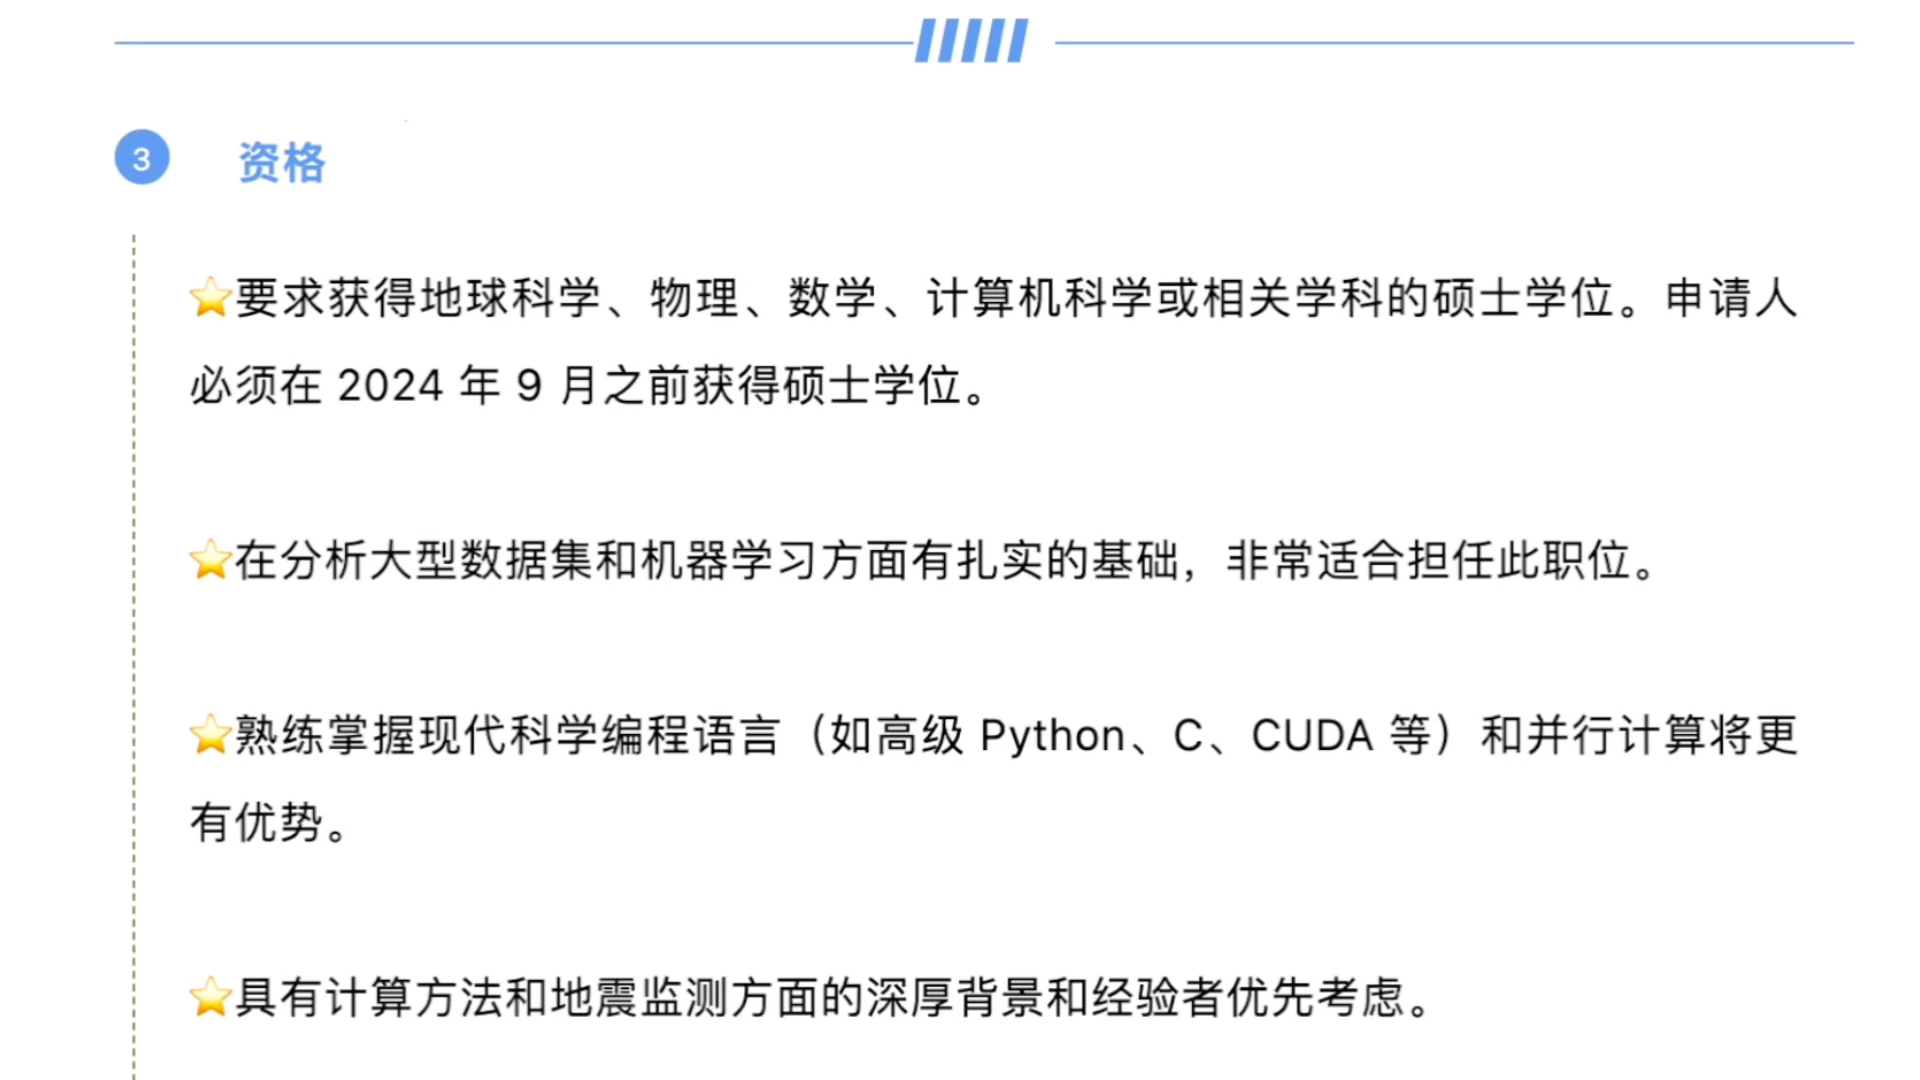 3
资格
⭐要求获得地球科学、物理、数学、计算机科学或相关学科的硕士学位。申请人
必须在 2024 年 9 月之前获得硕士学位。
⭐在分析大型数据集和机器学习方面有扎实的基础，非常适合担任此职位。
⭐熟练掌握现代科学编程语言（如高级 Python、C、CUDA 等）和并行计算将更
有优势。
⭐具有计算方法和地震监测方面的深厚背景和经验者优先考虑。